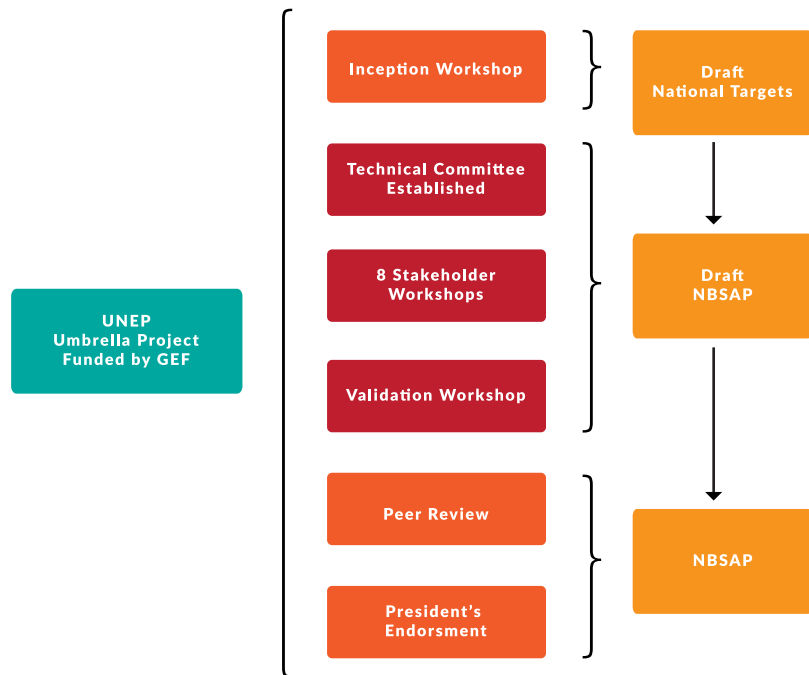 UNEP
Umbrella Project
Funded by GEF
Inception Workshop
Draft
National Targets
Technical Committee
Established
8 Stakeholder
Workshops
Validation Workshop
Draft
NBSAP
Peer Review
President's
Endorsment
NBSAP